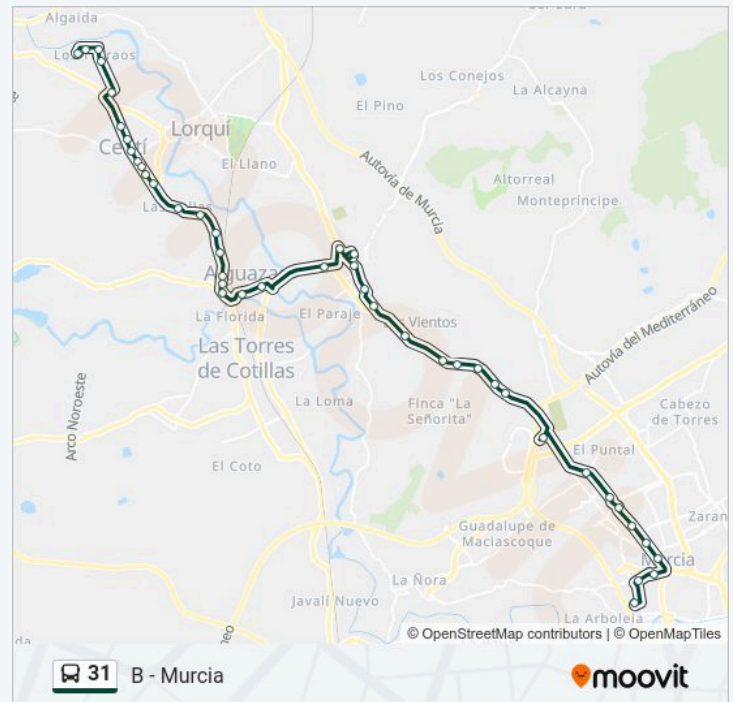 Algaida
Los Conejos
La Alcayna
El Pino
Lorquí
El Llano
Autovía de Murcia
Altorreal
Monteprincipe
Alguaza
La Florida
El Paraje
Vientos
Autovía del Mediterráneo
Las Torres
de Cotillas
La Loma
Finca "La
Señorita"
Cabezo
de Torres
Arco Noroeste
El Coto
El Puntal
Zaran
Guadalupe de
Maciascoque
Murcia
La Ñora
Javalí Nuevo
La Arboleja
© OpenStreetMap contributors | © OpenMapTiles
31 B - Murcia
moovit